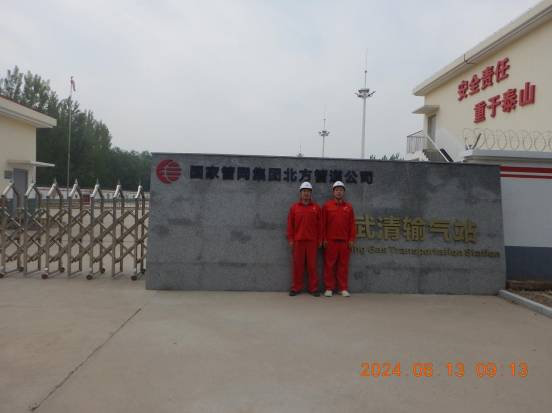 安全责任
重于泰山
国家管网集团北方管道公司
武清输气站
Gas Transportation Station
2024.06.13 09:13